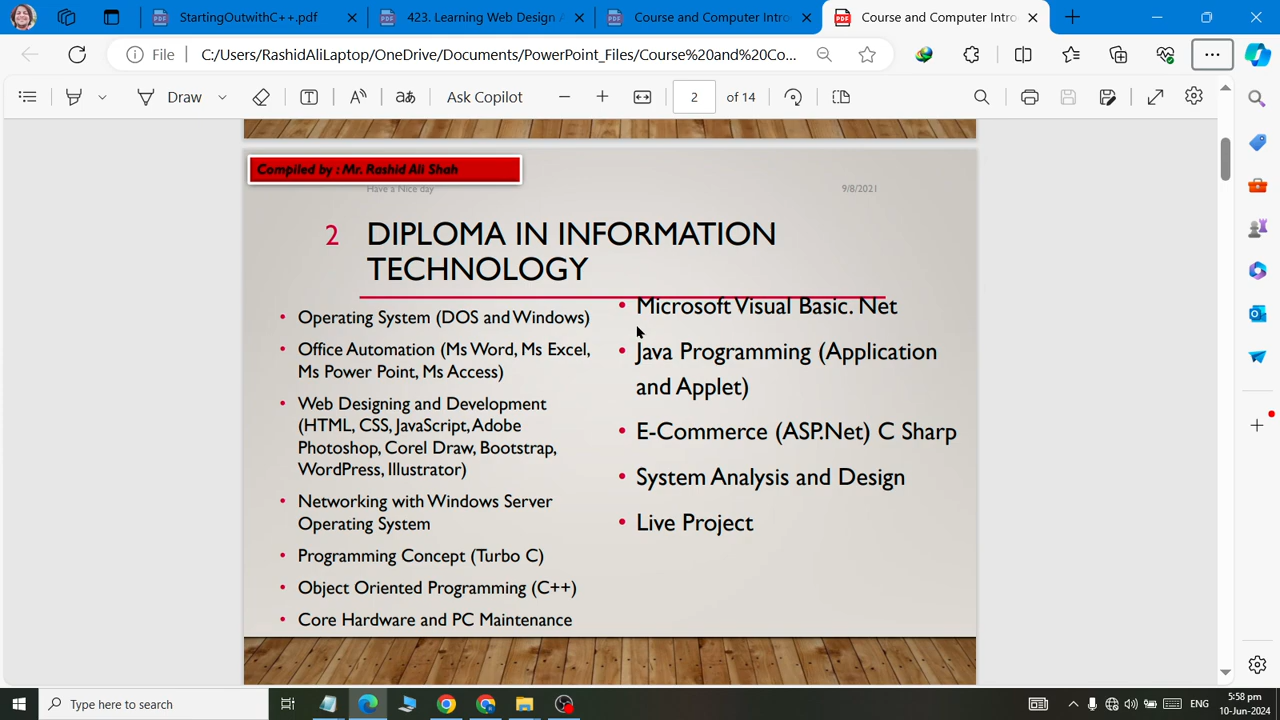 StartingOutwithC++.pdf
423. Learning Web Design A
Course and Computer Intro
Course and Computer Intro
File
C:/Users/RashidAliLaptop/OneDrive/Documents/PowerPoint_Files/Course%20and%20Co...
Draw
aあ
Ask Copilot
2
of 14
Compiled by : Mr. Rashid Ali Shah
Have a Nice day
9/8/2021
2 DIPLOMA IN INFORMATION
TECHNOLOGY
• Operating System (DOS and Windows)
• Office Automation (Ms Word, Ms Excel,
Ms Power Point, Ms Access)
• Web Designing and Development
(HTML, CSS, JavaScript, Adobe
Photoshop, Corel Draw, Bootstrap,
WordPress, Illustrator)
• Networking with Windows Server
Operating System
• Programming Concept (Turbo C)
• Object Oriented Programming (C++)
• Core Hardware and PC Maintenance
• Microsoft Visual Basic. Net
• Java Programming (Application
and Applet)
• E-Commerce (ASP.Net) C Sharp
• System Analysis and Design
• Live Project
Type here to search
ENG
5:58 pm
10-Jun-2024